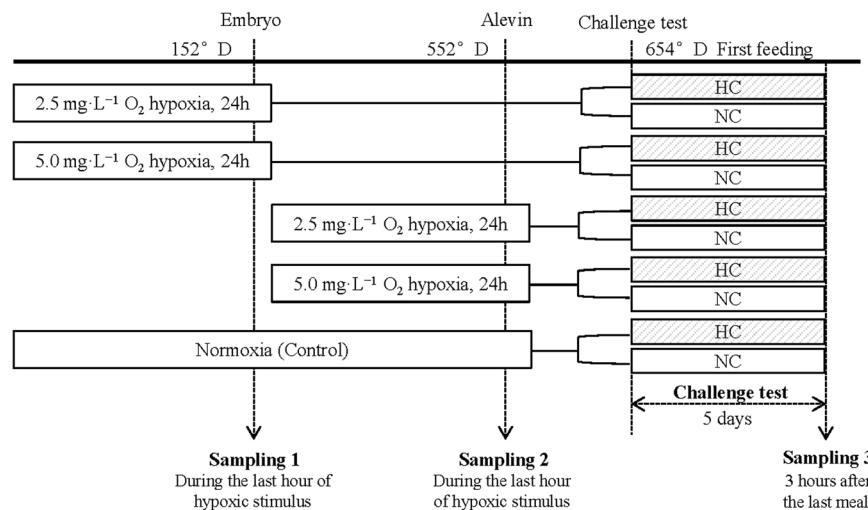 Embryo
Alevin
Challenge test
152° D
552° D
654° D First feeding
2.5 mg·L⁻¹ O₂ hypoxia, 24h
HC
NC
5.0 mg·L⁻¹ O₂ hypoxia, 24h
HC
NC
2.5 mg·L⁻¹ O₂ hypoxia, 24h
HC
NC
5.0 mg·L⁻¹ O₂ hypoxia, 24h
HC
NC
Normoxia (Control)
HC
NC
Challenge test
5 days
Sampling 1
During the last hour of
hypoxic stimulus
Sampling 2
During the last hour
of hypoxic stimulus
Sampling 3
3 hours after
the last meal